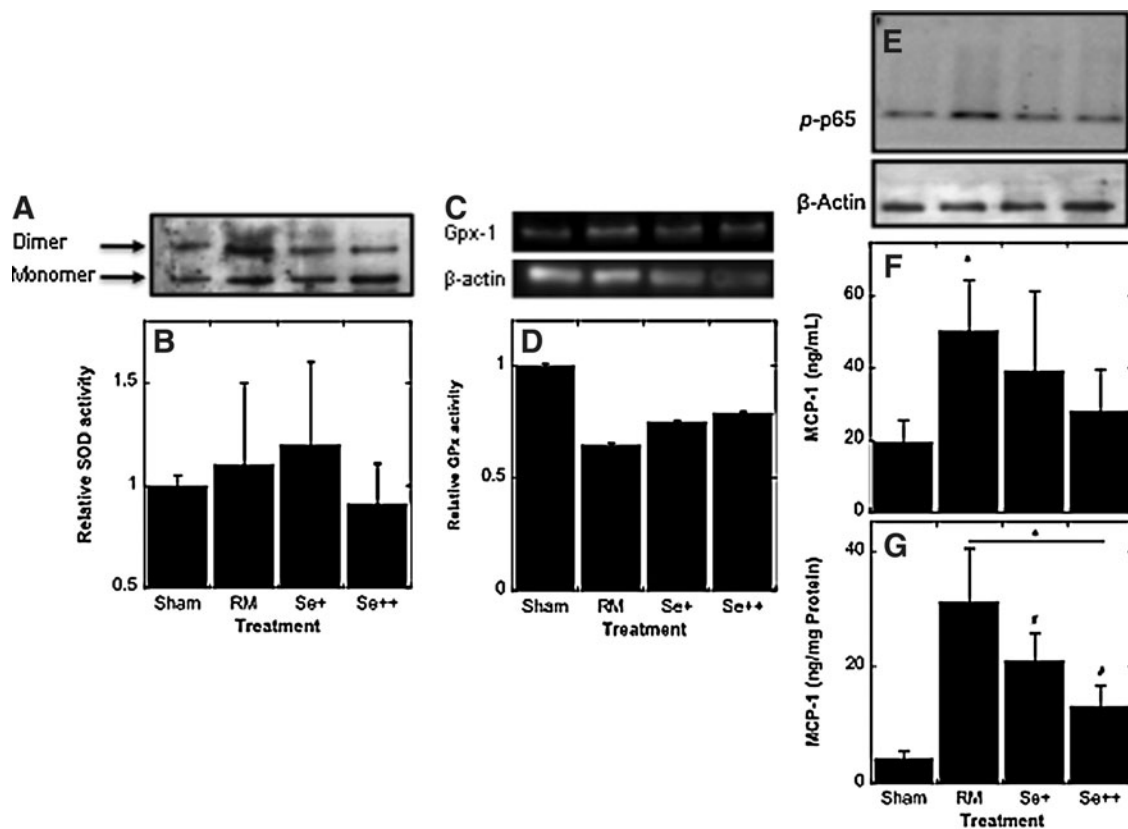 A
Dimer
Monomer
B
Relative SOD activity
1.5
1
0.5
Sham RM Se+ Se++
Treatment
C
Gpx-1
β-actin
D
Relative GPx activity
1
0.5
0
Sham RM Se+ Se++
Treatment
E
p-p65
β-Actin
F
MCP-1 (ng/mL)
60
40
20
0
G
MCP-1 (ng/mg Protein)
40
20
0
Sham RM Se+ Se++
Treatment